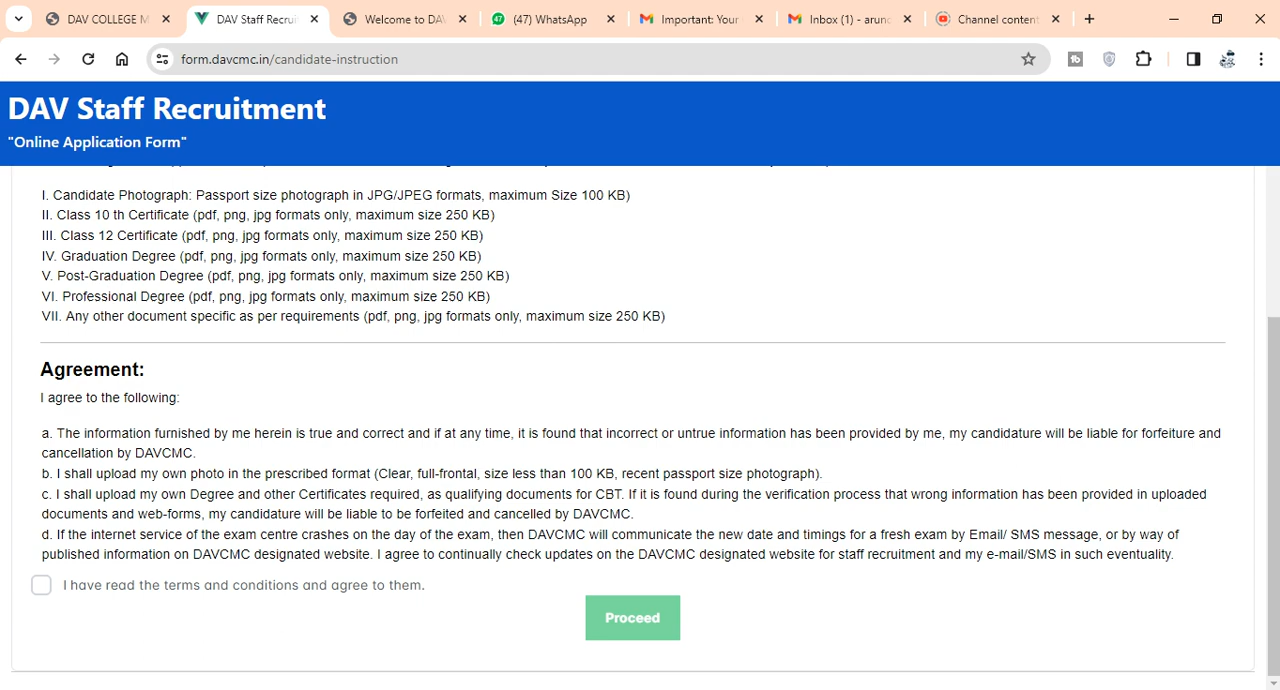 DAV COLLEGE M
DAV Staff Recrui
Welcome to DAV
47
(47) WhatsApp
Important: Your
Inbox (1) - arun
Channel content
form.davcmc.in/candidate-instruction
DAV Staff Recruitment
"Online Application Form"
I. Candidate Photograph: Passport size photograph in JPG/JPEG formats, maximum Size 100 KB)
II. Class 10 th Certificate (pdf, png, jpg formats only, maximum size 250 KB)
III. Class 12 Certificate (pdf, png, jpg formats only, maximum size 250 KB)
IV. Graduation Degree (pdf, png, jpg formats only, maximum size 250 KB)
V. Post-Graduation Degree (pdf, png, jpg formats only, maximum size 250 KB)
VI. Professional Degree (pdf, png, jpg formats only, maximum size 250 KB)
VII. Any other document specific as per requirements (pdf, png, jpg formats only, maximum size 250 KB)
Agreement:
I agree to the following:
a. The information furnished by me herein is true and correct and if at any time, it is found that incorrect or untrue information has been provided by me, my candidature will be liable for forfeiture and
cancellation by DAVCMC.
b. I shall upload my own photo in the prescribed format (Clear, full-frontal, size less than 100 KB, recent passport size photograph).
c. I shall upload my own Degree and other Certificates required, as qualifying documents for CBT. If it is found during the verification process that wrong information has been provided in uploaded
documents and web-forms, my candidature will be liable to be forfeited and cancelled by DAVCMC.
d. If the internet service of the exam centre crashes on the day of the exam, then DAVCMC will communicate the new date and timings for a fresh exam by Email/ SMS message, or by way of
published information on DAVCMC designated website. I agree to continually check updates on the DAVCMC designated website for staff recruitment and my e-mail/SMS in such eventuality.
I have read the terms and conditions and agree to them.
Proceed